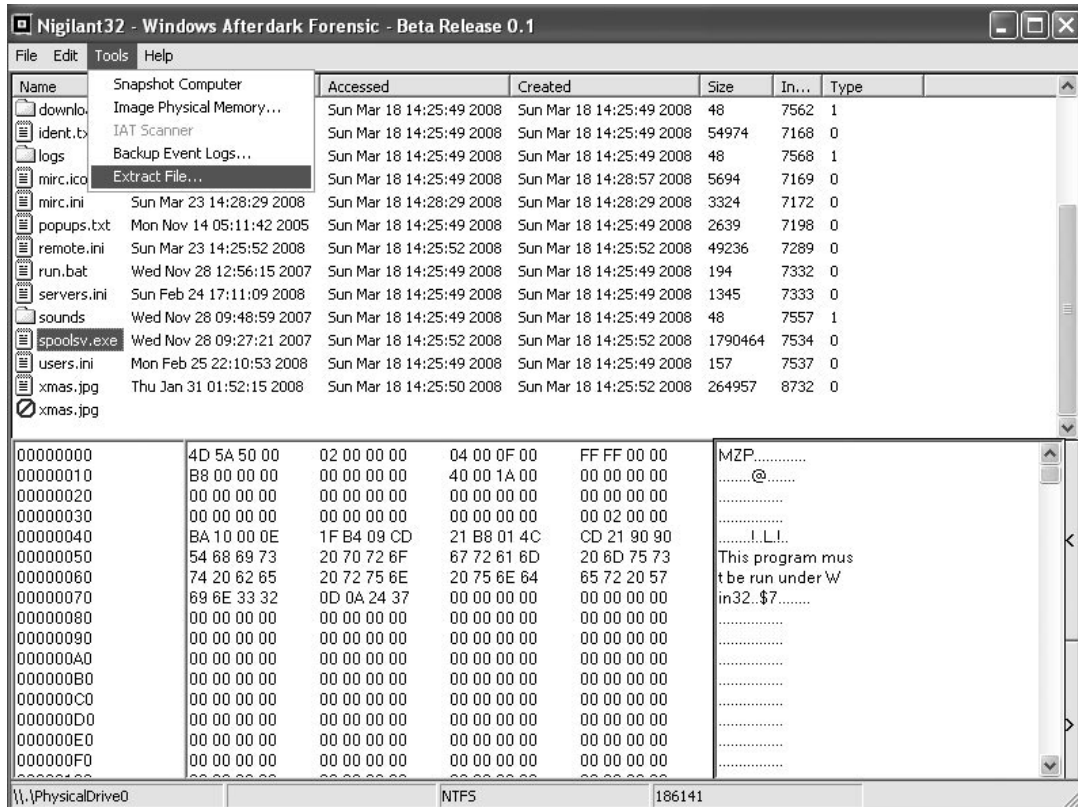 Nigilant32 - Windows Afterdark Forensic - Beta Release 0.1
File Edit Tools Help
Snapshot Computer
Image Physical Memory...
IAT Scanner
Backup Event Logs...
Extract File...
Name Accessed Created Size In... Type
downlo Sun Mar 18 14:25:49 2008 Sun Mar 18 14:25:49 2008 48 7562 1
ident.tx Sun Mar 18 14:25:49 2008 Sun Mar 18 14:25:49 2008 54974 7168 0
logs Sun Mar 18 14:25:49 2008 Sun Mar 18 14:25:49 2008 48 7568 1
mirc.ico Sun Mar 18 14:25:49 2008 Sun Mar 18 14:28:57 2008 5694 7169 0
mirc.ini Sun Mar 23 14:28:29 2008 Sun Mar 18 14:28:29 2008 Sun Mar 18 14:28:29 2008 3324 7172 0
popups.txt Mon Nov 14 05:11:42 2005 Sun Mar 18 14:25:49 2008 Sun Mar 18 14:25:49 2008 2639 7198 0
remote.ini Sun Mar 23 14:25:52 2008 Sun Mar 18 14:25:52 2008 Sun Mar 18 14:25:52 2008 49236 7289 0
run.bat Wed Nov 28 12:56:15 2007 Sun Mar 18 14:25:49 2008 Sun Mar 18 14:25:49 2008 194 7332 0
servers.ini Sun Feb 24 17:11:09 2008 Sun Mar 18 14:25:49 2008 Sun Mar 18 14:25:49 2008 1345 7333 0
sounds Wed Nov 28 09:48:59 2007 Sun Mar 18 14:25:49 2008 Sun Mar 18 14:25:49 2008 48 7557 1
spoolsv.exe Wed Nov 28 09:27:21 2007 Sun Mar 18 14:25:52 2008 Sun Mar 18 14:25:52 2008 1790464 7534 0
users.ini Mon Feb 25 22:10:53 2008 Sun Mar 18 14:25:49 2008 Sun Mar 18 14:25:49 2008 157 7537 0
xmas.jpg Thu Jan 31 01:52:15 2008 Sun Mar 18 14:25:50 2008 Sun Mar 18 14:25:52 2008 264957 8732 0
xmas.jpg
00000000 4D 5A 50 00 02 00 00 00 04 00 0F 00 FF FF 00 00 MZP.............
00000010 B8 00 00 00 00 00 00 00 40 00 1A 00 00 00 00 00 ........@.......
00000020 00 00 00 00 00 00 00 00 00 00 00 00 00 00 00 00 ................
00000030 00 00 00 00 00 00 00 00 00 00 00 00 00 02 00 00 ................
00000040 BA 10 00 0E 1F B4 09 CD 21 B8 01 4C CD 21 90 90 ........!..L.!..
00000050 54 68 69 73 20 70 72 6F 67 72 61 6D 20 6D 75 73 This program mus
00000060 74 20 62 65 20 72 75 6E 20 75 6E 64 65 72 20 57 t be run under W
00000070 69 6E 33 32 0D 0A 24 37 00 00 00 00 00 00 00 00 in32..$7........
00000080 00 00 00 00 00 00 00 00 00 00 00 00 00 00 00 00 ................
00000090 00 00 00 00 00 00 00 00 00 00 00 00 00 00 00 00 ................
000000A0 00 00 00 00 00 00 00 00 00 00 00 00 00 00 00 00 ................
000000B0 00 00 00 00 00 00 00 00 00 00 00 00 00 00 00 00 ................
000000C0 00 00 00 00 00 00 00 00 00 00 00 00 00 00 00 00 ................
000000D0 00 00 00 00 00 00 00 00 00 00 00 00 00 00 00 00 ................
000000E0 00 00 00 00 00 00 00 00 00 00 00 00 00 00 00 00 ................
000000F0 00 00 00 00 00 00 00 00 00 00 00 00 00 00 00 00 ................
\\.\PhysicalDrive0 NTFS 186141